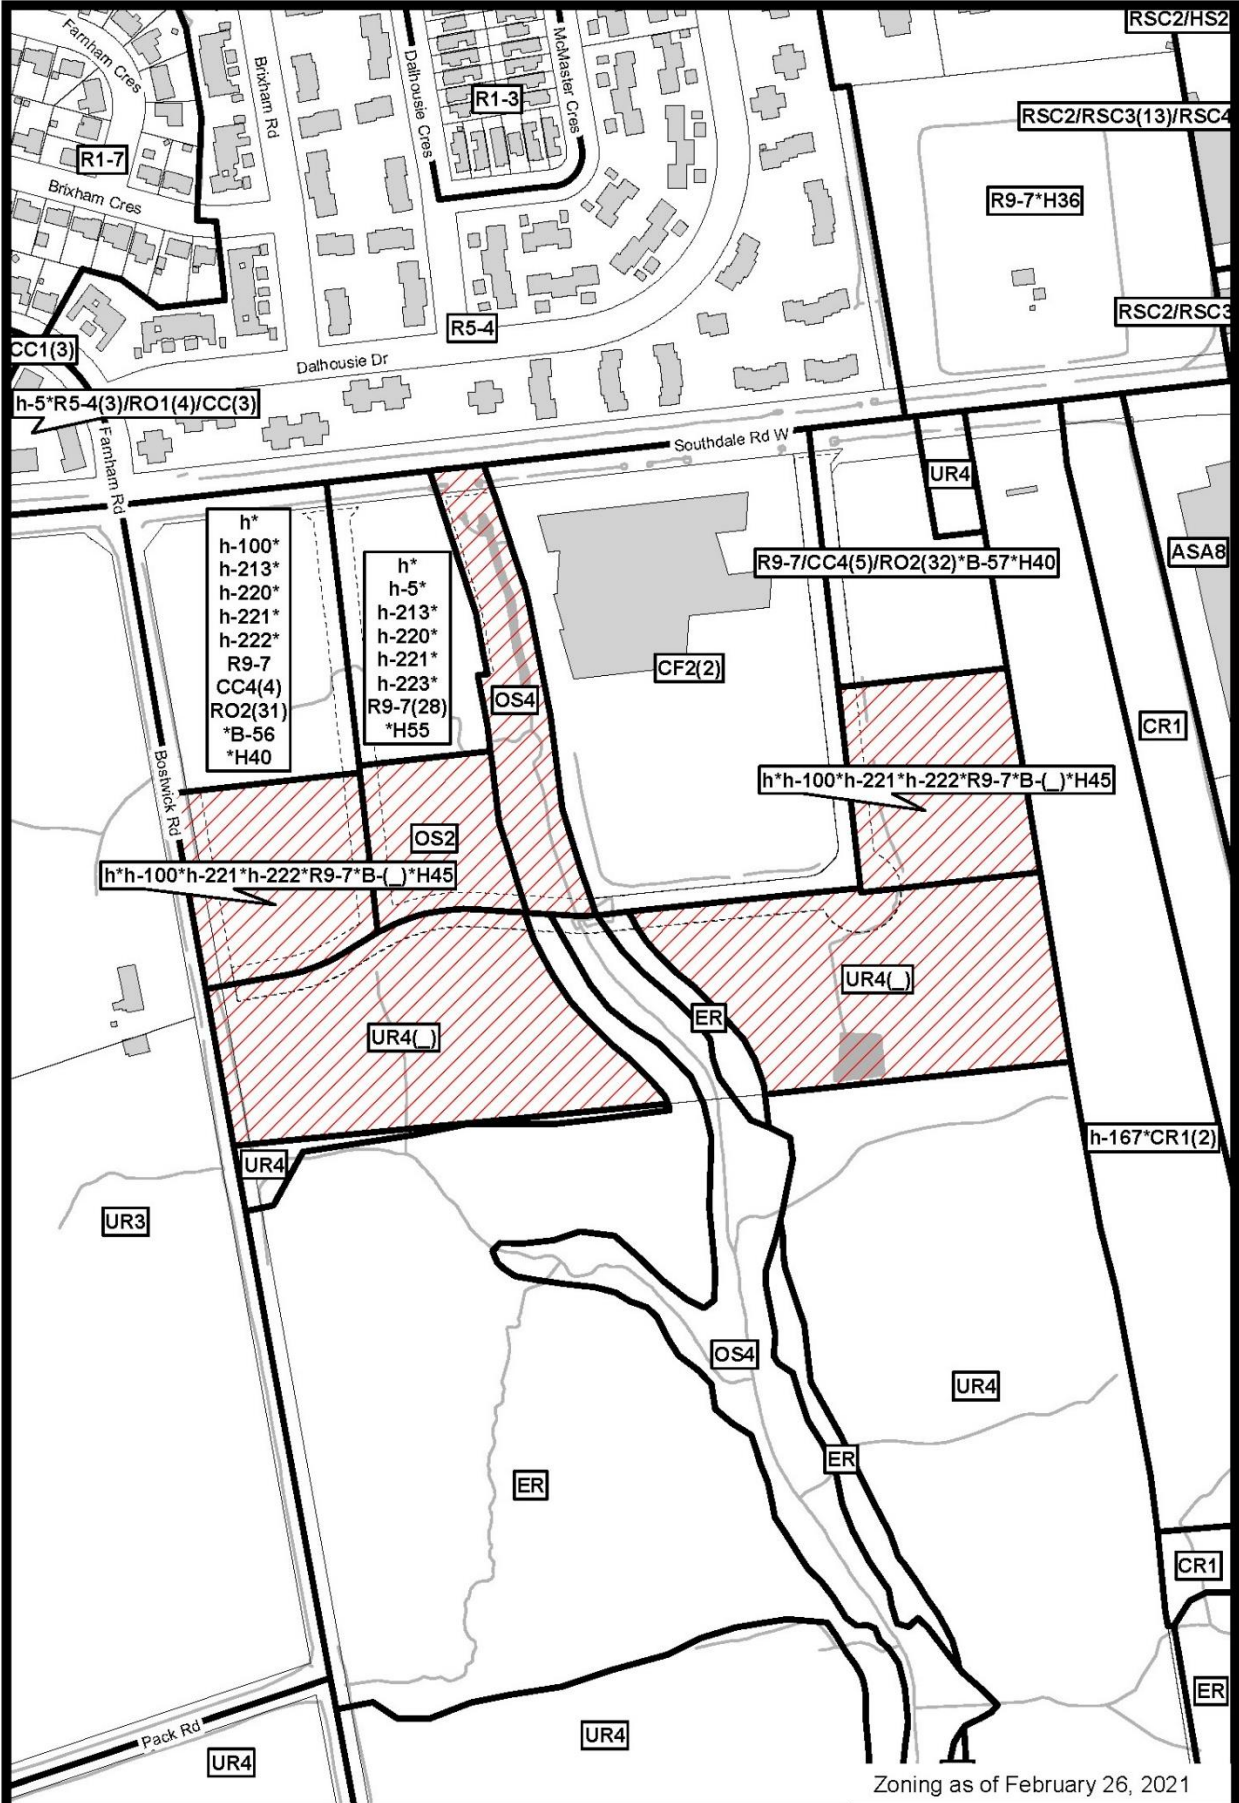 RSC2/HS2
Farnham Cres
Brixham Rd
Dalhousie Cres
McMaster Cres
R1-3
RSC2/RSC3(13)/RSC4
R1-7
Brixham Cres
R9-7*H36
RSC2/RSC3
R5-4
CC1(3)
Dalhousie Dr
h-5*R5-4(3)/RO1(4)/CC(3)
Farnham Rd
Southdale Rd W
UR4
h*
h-100*
h-213*
h-220*
h-221*
h-222*
R9-7
CC4(4)
RO2(31)
*B-56
*H40
h*
h-5*
h-213*
h-220*
h-221*
h-223*
R9-7(28)
*H55
R9-7/CC4(5)/RO2(32)*B-57*H40
ASA8
CF2(2)
OS4
CR1
Bostwick Rd
h*h-100*h-221*h-222*R9-7*B-(_)*H45
OS2
h*h-100*h-221*h-222*R9-7*B-(_)*H45
UR4(_)
ER
UR4(_)
h-167*CR1(2)
UR4
UR3
OS4
UR4
ER
ER
CR1
ER
Pack Rd
UR4
UR4
Zoning as of February 26, 2021